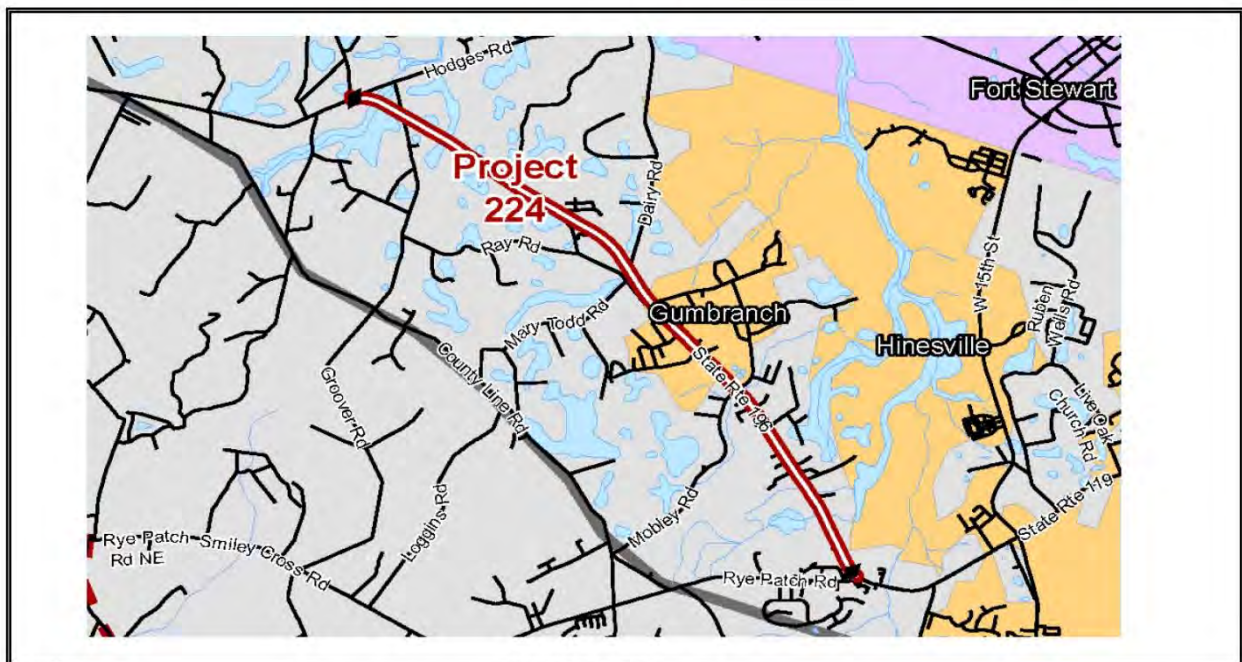 Hodges Rd
Fort Stewart
Project
224
Dairy Rd
Ray Rd
W 15th St
Ruben
Wells Rd
Gumbranch
Mary Todd Rd
Hinesville
State Rte 196
County Line Rd
Groover Rd
Live Oak
Church Rd
Loggins Rd
State Rte 119
Mobley Rd
Rye Patch
Rd NE
Smiley Cross Rd
Rye Patch Rd